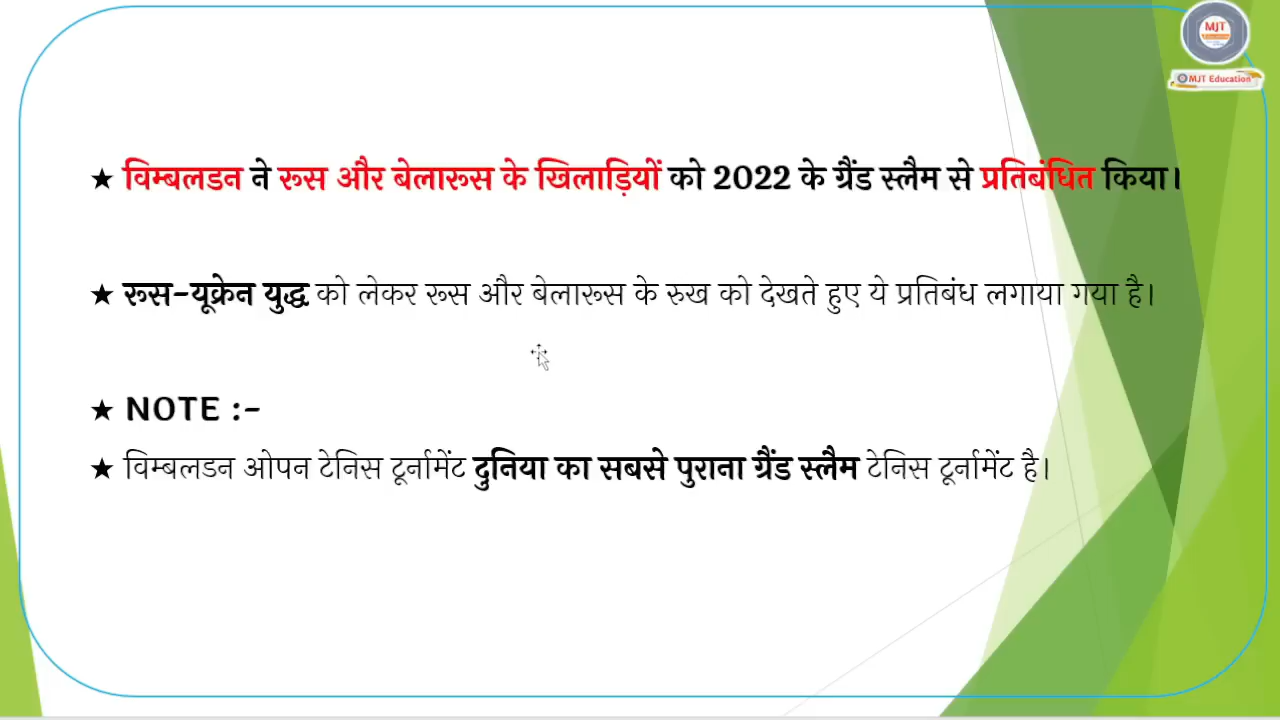 MJT
MJT Education
★ विम्बलडन ने रूस और बेलारूस के खिलाड़ियों को 2022 के ग्रैंड स्लैम से प्रतिबंधित किया।
★ रूस-यूक्रेन युद्ध को लेकर रूस और बेलारूस के रुख को देखते हुए ये प्रतिबंध लगाया गया है।
★ NOTE :-
★ विम्बलडन ओपन टेनिस टूर्नामेंट दुनिया का सबसे पुराना ग्रैंड स्लैम टेनिस टूर्नामेंट है।